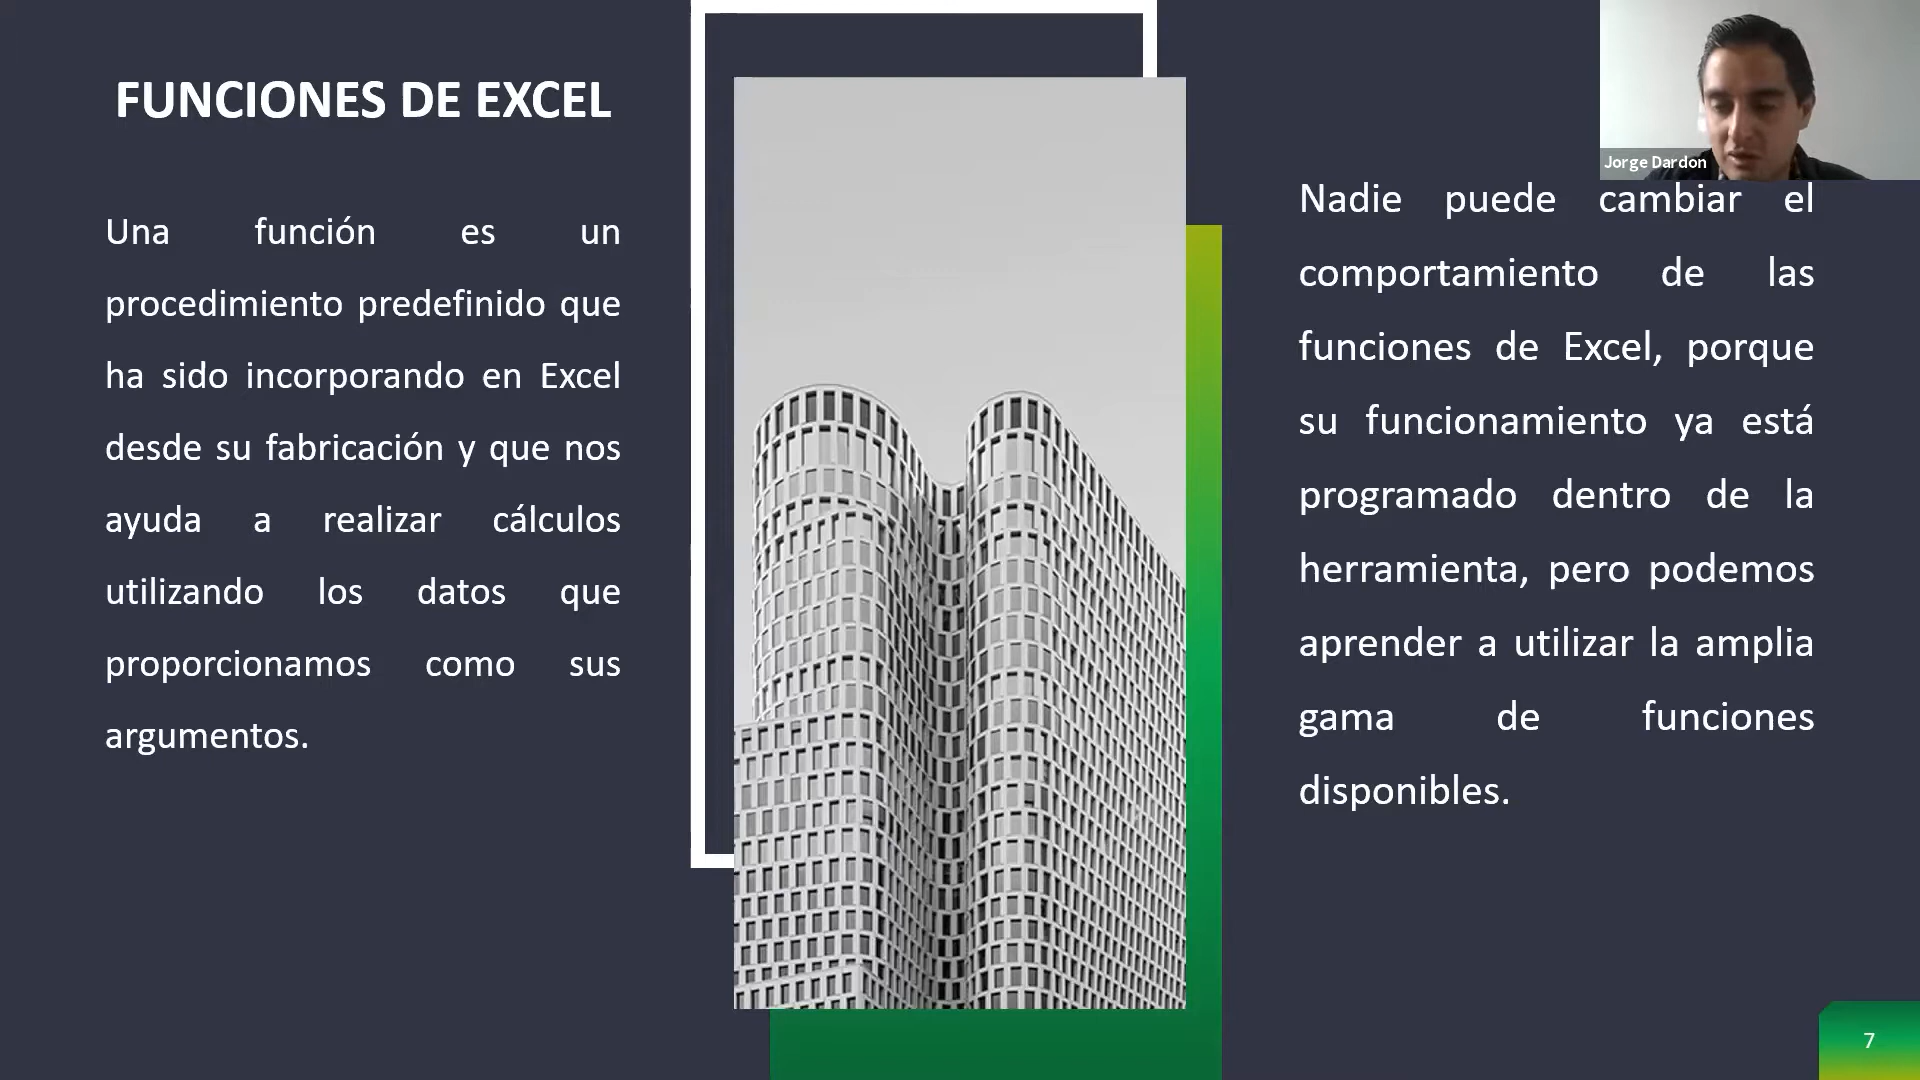 FUNCIONES DE EXCEL
Una función es un
procedimiento predefinido que
ha sido incorporando en Excel
desde su fabricación y que nos
ayuda a realizar cálculos
utilizando los datos que
proporcionamos como sus
argumentos.
Jorge Dardon
Nadie puede cambiar el
comportamiento de las
funciones de Excel, porque
su funcionamiento ya está
programado dentro de la
herramienta, pero podemos
aprender a utilizar la amplia
gama de funciones
disponibles.
7